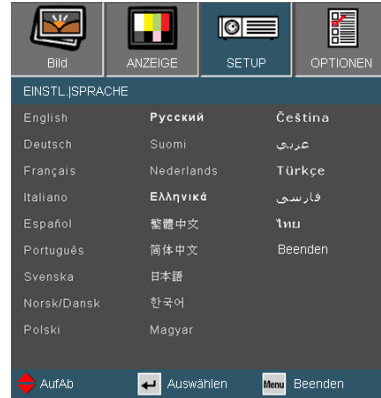 Bild ANZEIGE SETUP OPTIONEN
EINSTL.|SPRACHE
English Русский Čeština
Deutsch Suomi عربي
Français Nederlands Türkçe
Italiano Ελληνικά فارسی
Español 繁體中文 ไทย
Português 简体中文 Beenden
Svenska 日本語
Norsk/Dansk 한국어
Polski Magyar
AufAb Auswählen Menu Beenden